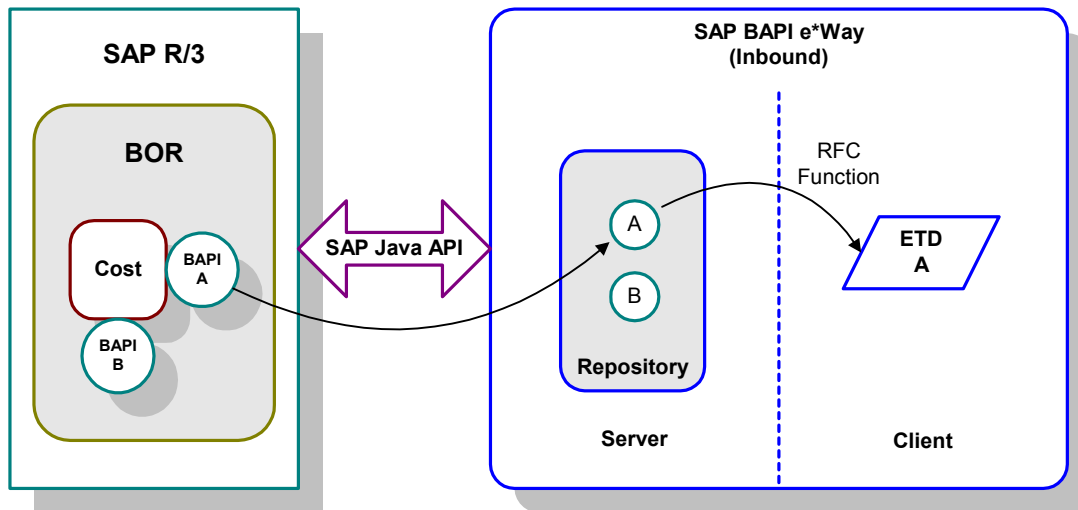 SAP R/3
BOR
Cost
BAPI
A
BAPI
B
SAP Java API
SAP BAPI e*Way
(Inbound)
A
B
Repository
Server
RFC
Function
ETD
A
Client